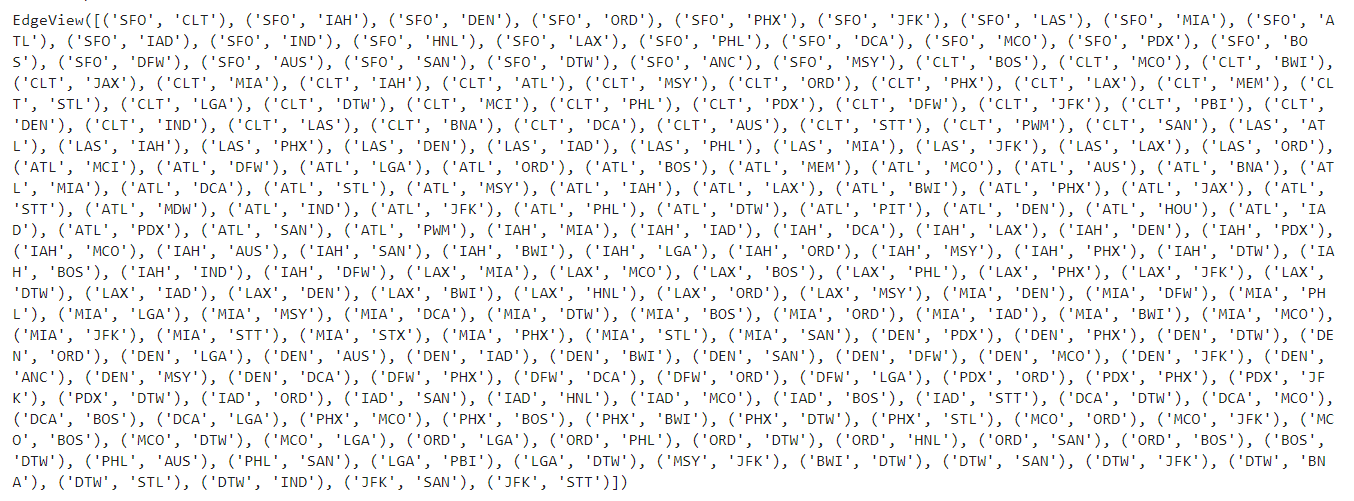 EdgeView([('SFO', 'CLT'), ('SFO', 'IAH'), ('SFO', 'DEN'), ('SFO', 'ORD'), ('SFO', 'PHX'), ('SFO', 'JFK'), ('SFO', 'LAS'), ('SFO', 'MIA'), ('SFO', 'A
TL'), ('SFO', 'IAD'), ('SFO', 'IND'), ('SFO', 'HNL'), ('SFO', 'LAX'), ('SFO', 'PHL'), ('SFO', 'DCA'), ('SFO', 'MCO'), ('SFO', 'PDX'), ('SFO', 'BO
S'), ('SFO', 'DFW'), ('SFO', 'AUS'), ('SFO', 'SAN'), ('SFO', 'DTW'), ('SFO', 'ANC'), ('SFO', 'MSY'), ('CLT', 'BOS'), ('CLT', 'MCO'), ('CLT', 'BWI'),
('CLT', 'JAX'), ('CLT', 'MIA'), ('CLT', 'IAH'), ('CLT', 'ATL'), ('CLT', 'MSY'), ('CLT', 'ORD'), ('CLT', 'PHX'), ('CLT', 'LAX'), ('CLT', 'MEM'), ('CL
T', 'STL'), ('CLT', 'LGA'), ('CLT', 'DTW'), ('CLT', 'MCI'), ('CLT', 'PHL'), ('CLT', 'PDX'), ('CLT', 'DFW'), ('CLT', 'JFK'), ('CLT', 'PBI'), ('CLT',
'DEN'), ('CLT', 'IND'), ('CLT', 'LAS'), ('CLT', 'BNA'), ('CLT', 'DCA'), ('CLT', 'AUS'), ('CLT', 'STT'), ('CLT', 'PWM'), ('CLT', 'SAN'), ('LAS', 'AT
L'), ('LAS', 'IAH'), ('LAS', 'PHX'), ('LAS', 'DEN'), ('LAS', 'IAD'), ('LAS', 'PHL'), ('LAS', 'MIA'), ('LAS', 'JFK'), ('LAS', 'LAX'), ('LAS', 'ORD'),
('ATL', 'MCI'), ('ATL', 'DFW'), ('ATL', 'LGA'), ('ATL', 'ORD'), ('ATL', 'BOS'), ('ATL', 'MEM'), ('ATL', 'MCO'), ('ATL', 'AUS'), ('ATL', 'BNA'), ('AT
L', 'MIA'), ('ATL', 'DCA'), ('ATL', 'STL'), ('ATL', 'MSY'), ('ATL', 'IAH'), ('ATL', 'LAX'), ('ATL', 'BWI'), ('ATL', 'PHX'), ('ATL', 'JAX'), ('ATL',
'STT'), ('ATL', 'MDW'), ('ATL', 'IND'), ('ATL', 'JFK'), ('ATL', 'PHL'), ('ATL', 'DTW'), ('ATL', 'PIT'), ('ATL', 'DEN'), ('ATL', 'HOU'), ('ATL', 'IA
D'), ('ATL', 'PDX'), ('ATL', 'SAN'), ('ATL', 'PWM'), ('IAH', 'MIA'), ('IAH', 'IAD'), ('IAH', 'DCA'), ('IAH', 'LAX'), ('IAH', 'DEN'), ('IAH', 'PDX'),
('IAH', 'MCO'), ('IAH', 'AUS'), ('IAH', 'SAN'), ('IAH', 'BWI'), ('IAH', 'LGA'), ('IAH', 'ORD'), ('IAH', 'MSY'), ('IAH', 'PHX'), ('IAH', 'DTW'), ('IA
H', 'BOS'), ('IAH', 'IND'), ('IAH', 'DFW'), ('LAX', 'MIA'), ('LAX', 'MCO'), ('LAX', 'BOS'), ('LAX', 'PHL'), ('LAX', 'PHX'), ('LAX', 'JFK'), ('LAX',
'DTW'), ('LAX', 'IAD'), ('LAX', 'DEN'), ('LAX', 'BWI'), ('LAX', 'HNL'), ('LAX', 'ORD'), ('LAX', 'MSY'), ('MIA', 'DEN'), ('MIA', 'DFW'), ('MIA', 'PH
L'), ('MIA', 'LGA'), ('MIA', 'MSY'), ('MIA', 'DCA'), ('MIA', 'DTW'), ('MIA', 'BOS'), ('MIA', 'ORD'), ('MIA', 'IAD'), ('MIA', 'BWI'), ('MIA', 'MCO'),
('MIA', 'JFK'), ('MIA', 'STT'), ('MIA', 'STX'), ('MIA', 'PHX'), ('MIA', 'STL'), ('MIA', 'SAN'), ('DEN', 'PDX'), ('DEN', 'PHX'), ('DEN', 'DTW'), ('DE
N', 'ORD'), ('DEN', 'LGA'), ('DEN', 'AUS'), ('DEN', 'IAD'), ('DEN', 'BWI'), ('DEN', 'SAN'), ('DEN', 'DFW'), ('DEN', 'MCO'), ('DEN', 'JFK'), ('DEN',
'ANC'), ('DEN', 'MSY'), ('DEN', 'DCA'), ('DFW', 'PHX'), ('DFW', 'DCA'), ('DFW', 'ORD'), ('DFW', 'LGA'), ('PDX', 'ORD'), ('PDX', 'PHX'), ('PDX', 'JF
K'), ('PDX', 'DTW'), ('IAD', 'ORD'), ('IAD', 'SAN'), ('IAD', 'HNL'), ('IAD', 'MCO'), ('IAD', 'BOS'), ('IAD', 'STT'), ('DCA', 'DTW'), ('DCA', 'MCO'),
('DCA', 'BOS'), ('DCA', 'LGA'), ('PHX', 'MCO'), ('PHX', 'BOS'), ('PHX', 'BWI'), ('PHX', 'DTW'), ('PHX', 'STL'), ('MCO', 'ORD'), ('MCO', 'JFK'), ('MC
O', 'BOS'), ('MCO', 'DTW'), ('MCO', 'LGA'), ('ORD', 'LGA'), ('ORD', 'PHL'), ('ORD', 'DTW'), ('ORD', 'HNL'), ('ORD', 'SAN'), ('ORD', 'BOS'), ('BOS',
'DTW'), ('PHL', 'AUS'), ('PHL', 'SAN'), ('LGA', 'PBI'), ('LGA', 'DTW'), ('MSY', 'JFK'), ('BWI', 'DTW'), ('DTW', 'SAN'), ('DTW', 'JFK'), ('DTW', 'BN
A'), ('DTW', 'STL'), ('DTW', 'IND'), ('JFK', 'SAN'), ('JFK', 'STT')])